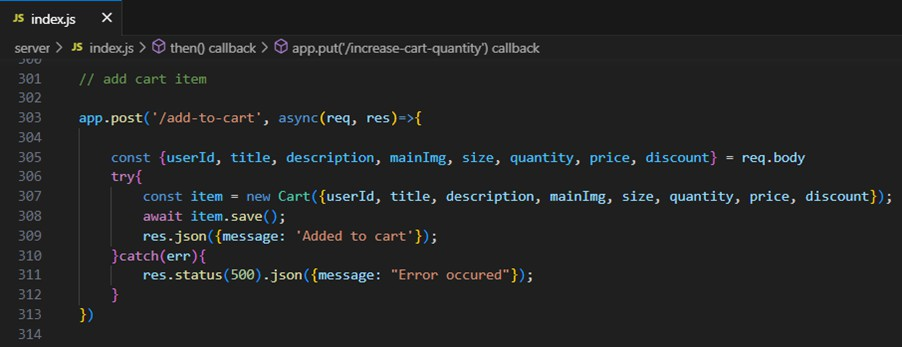 JS index.js ×
server > JS index.js > then() callback > app.put('/increase-cart-quantity') callback
300
301 // add cart item
302
303 app.post('/add-to-cart', async(req, res)=>{
304
305 const {userId, title, description, mainImg, size, quantity, price, discount} = req.body
306 try{
307 const item = new Cart({userId, title, description, mainImg, size, quantity, price, discount});
308 await item.save();
309 res.json({message: 'Added to cart'});
310 }catch(err){
311 res.status(500).json({message: "Error occured"});
312 }
313 })
314